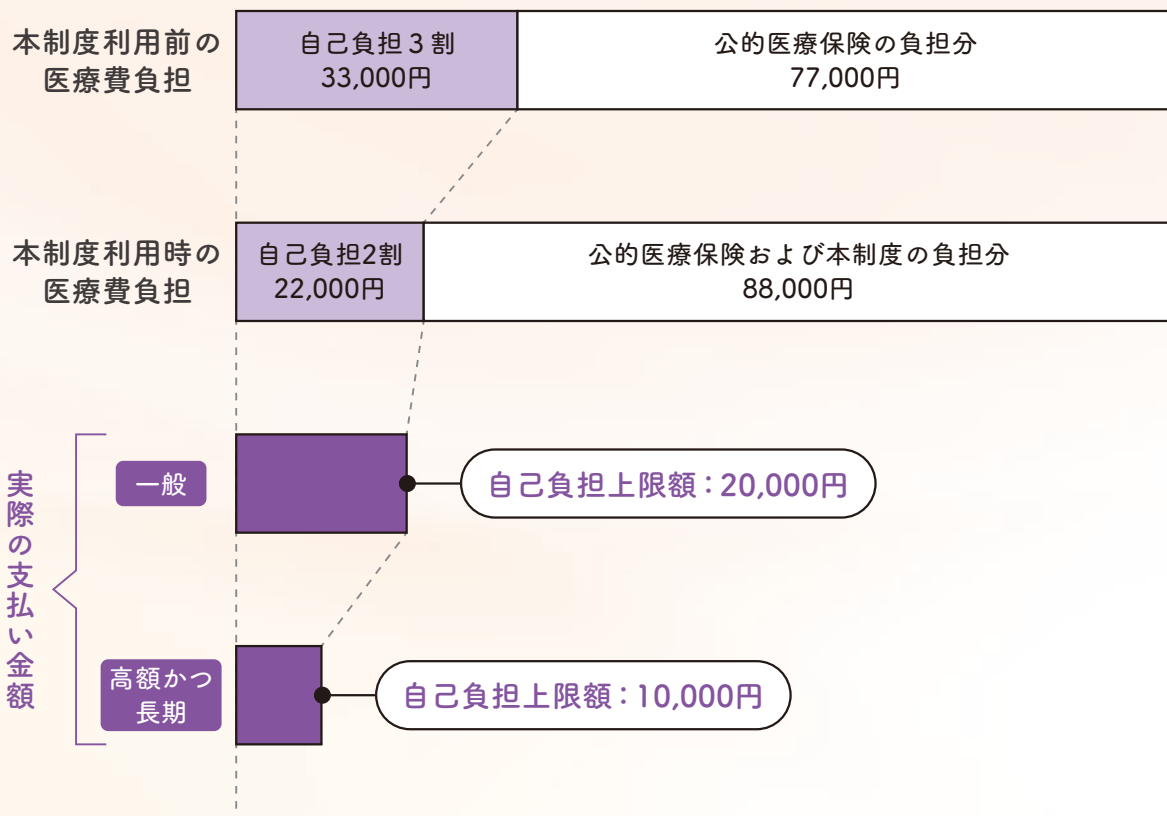 本制度利用前の
医療費負担
自己負担３割
33,000円
公的医療保険の負担分
77,000円
本制度利用時の
医療費負担
自己負担2割
22,000円
公的医療保険および本制度の負担分
88,000円
実際の支払い金額
一般
自己負担上限額：20,000円
高額かつ
長期
自己負担上限額：10,000円